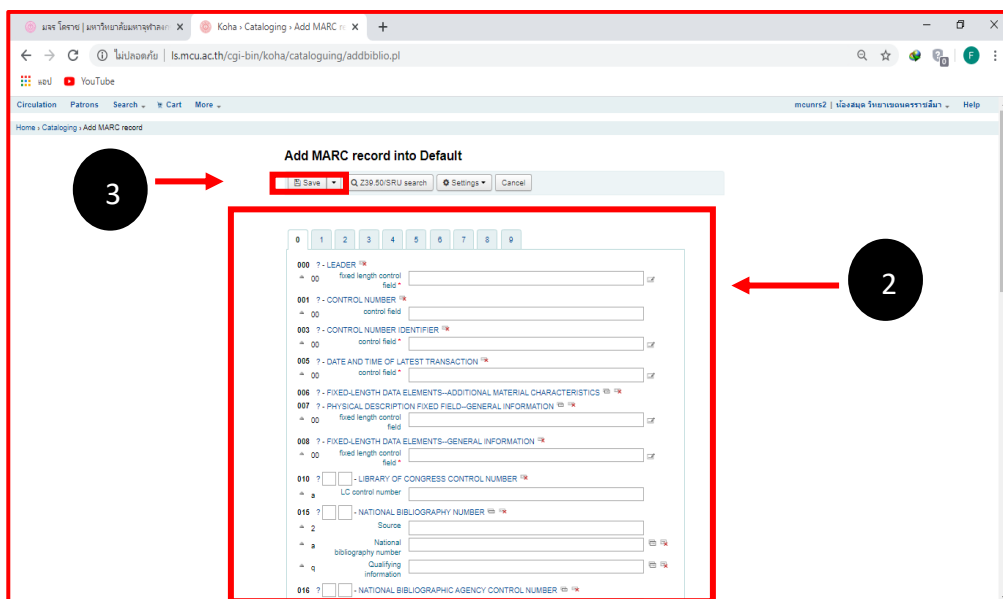 มจร โคราช | มหาวิทยาลัยมหาจุฬาลงก
Koha › Cataloging › Add MARC re
ไม่ปลอดภัย | ls.mcu.ac.th/cgi-bin/koha/cataloguing/addbiblio.pl
F
แอป YouTube
Circulation Patrons Search Cart More mcunrs2 | ห้องสมุด วิทยาเขตนครราชสีมา Help
Home › Cataloging › Add MARC record
Add MARC record into Default
3
Save Z39.50/SRU search Settings Cancel
0 1 2 3 4 5 6 7 8 9
000 ? - LEADER
00 fixed length control
field *
001 ? - CONTROL NUMBER
00 control field
003 ? - CONTROL NUMBER IDENTIFIER
00 control field *
2
005 ? - DATE AND TIME OF LATEST TRANSACTION
00 control field *
006 ? - FIXED-LENGTH DATA ELEMENTS--ADDITIONAL MATERIAL CHARACTERISTICS
007 ? - PHYSICAL DESCRIPTION FIXED FIELD--GENERAL INFORMATION
00 fixed length control
field
008 ? - FIXED-LENGTH DATA ELEMENTS--GENERAL INFORMATION
00 fixed length control
field *
010 ? - LIBRARY OF CONGRESS CONTROL NUMBER
a LC control number
015 ? - NATIONAL BIBLIOGRAPHY NUMBER
2 Source
a National
bibliography number
q Qualifying
information
016 ? - NATIONAL BIBLIOGRAPHIC AGENCY CONTROL NUMBER